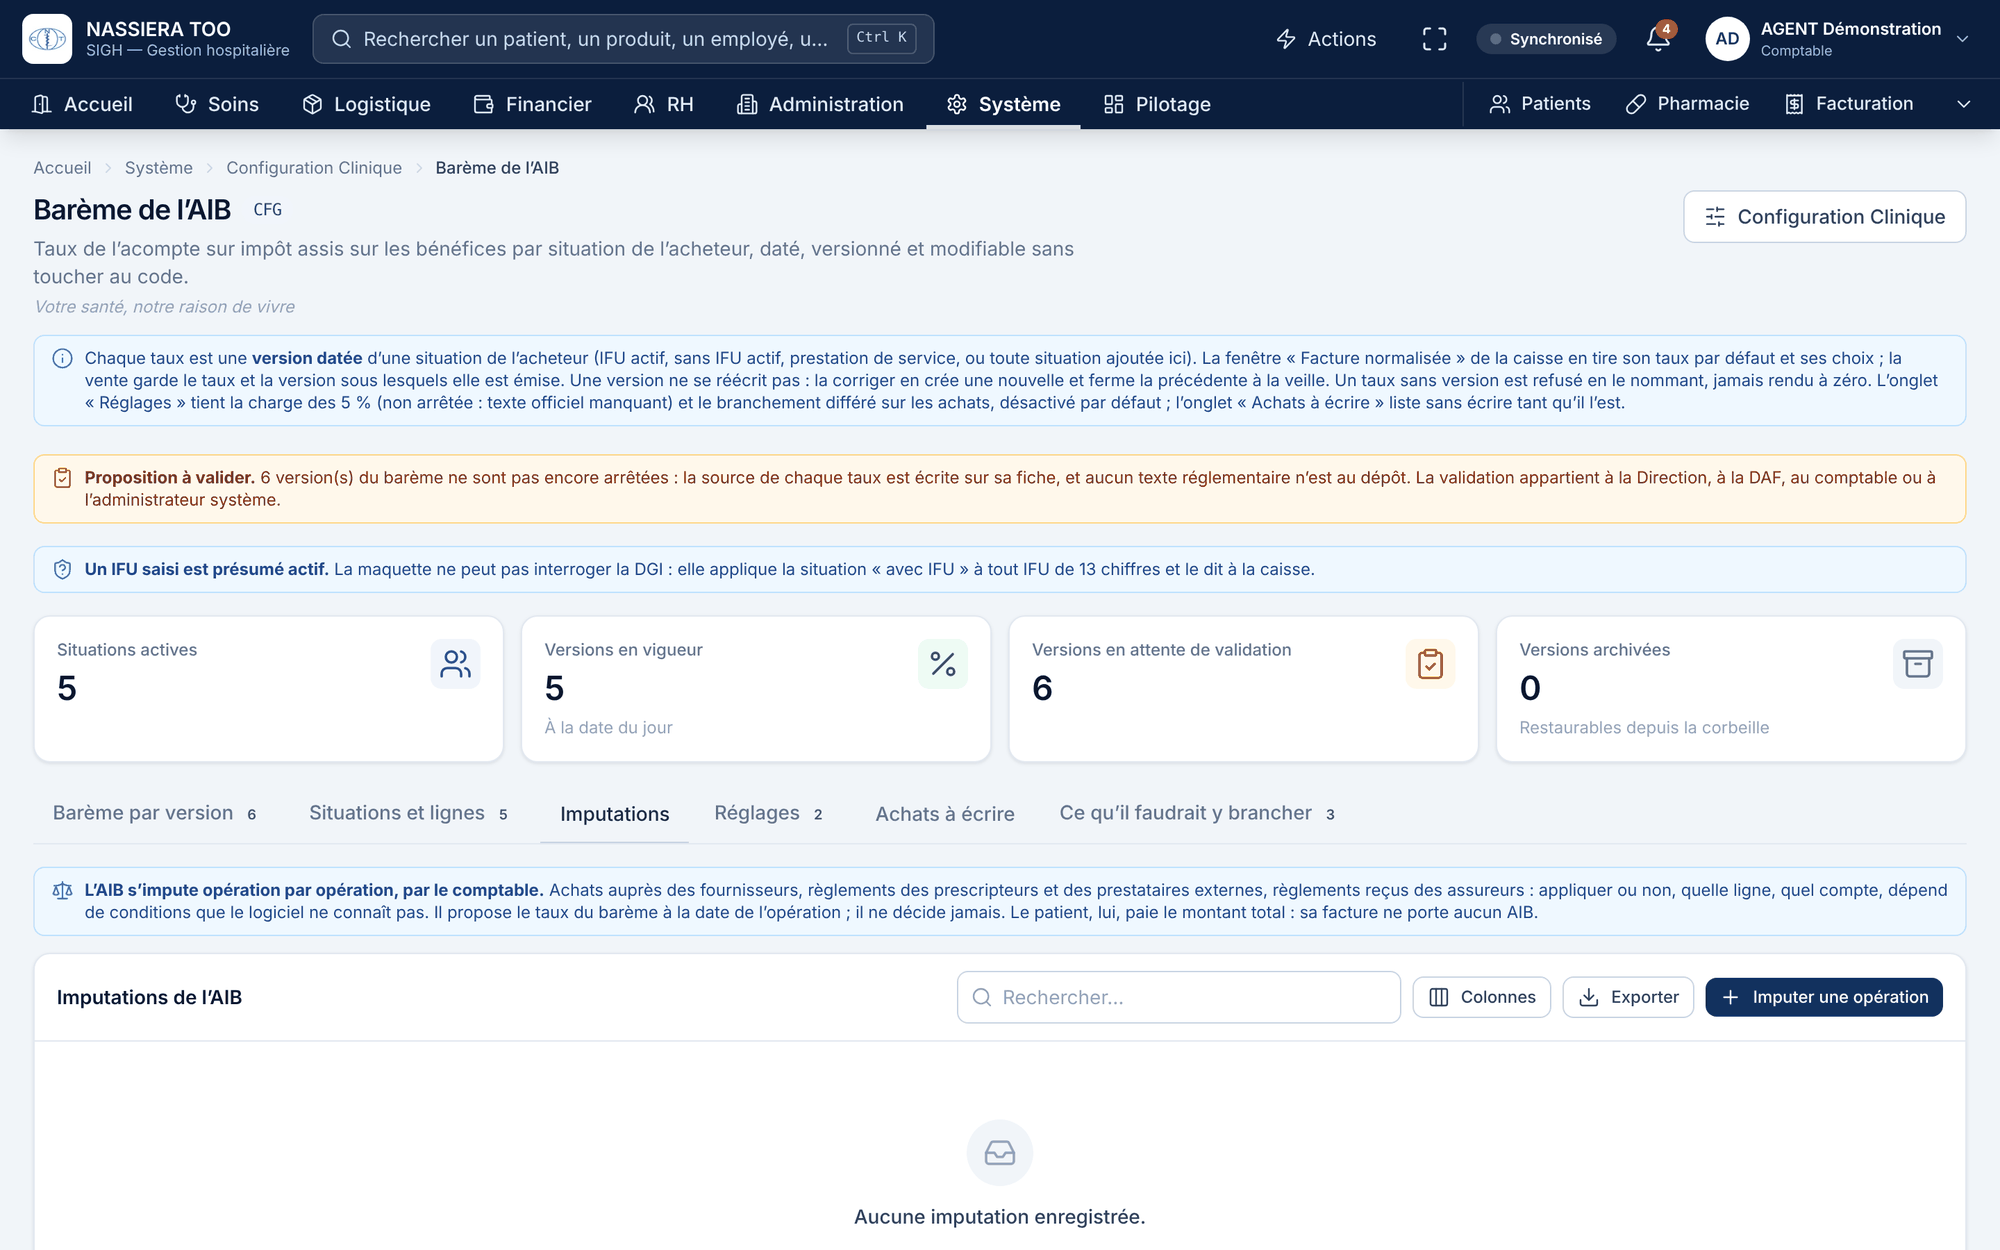 NASSIERA TOO
SIGH — Gestion hospitalière
Rechercher un patient, un produit, un employé, u...
Ctrl K
Actions
Synchronisé
4
AD
AGENT Démonstration
Comptable
Accueil
Soins
Logistique
Financier
RH
Administration
Système
Pilotage
Patients
Pharmacie
Facturation
Accueil > Système > Configuration Clinique > Barème de l’AIB
Barème de l’AIB
CFG
Configuration Clinique
Taux de l’acompte sur impôt assis sur les bénéfices par situation de l’acheteur, daté, versionné et modifiable sans
toucher au code.
Votre santé, notre raison de vivre
Chaque taux est une version datée d’une situation de l’acheteur (IFU actif, sans IFU actif, prestation de service, ou toute situation ajoutée ici). La fenêtre « Facture normalisée » de la caisse en tire son taux par défaut et ses choix ; la
vente garde le taux et la version sous lesquels elle est émise. Une version ne se réécrit pas : la corriger en crée une nouvelle et ferme la précédente à la veille. Un taux sans version est refusé en le nommant, jamais rendu à zéro. L’onglet
« Réglages » tient la charge des 5 % (non arrêtée : texte officiel manquant) et le branchement différé sur les achats, désactivé par défaut ; l’onglet « Achats à écrire » liste sans écrire tant qu’il l’est.
Proposition à valider. 6 version(s) du barème ne sont pas encore arrêtées : la source de chaque taux est écrite sur sa fiche, et aucun texte réglementaire n’est au dépôt. La validation appartient à la Direction, à la DAF, au comptable ou à
l’administrateur système.
Un IFU saisi est présumé actif. La maquette ne peut pas interroger la DGI : elle applique la situation « avec IFU » à tout IFU de 13 chiffres et le dit à la caisse.
Situations actives
5
Versions en vigueur
5
À la date du jour
Versions en attente de validation
6
Versions archivées
0
Restaurables depuis la corbeille
Barème par version 6
Situations et lignes 5
Imputations
Réglages 2
Achats à écrire
Ce qu’il faudrait y brancher 3
L’AIB s’impute opération par opération, par le comptable. Achats auprès des fournisseurs, règlements des prescripteurs et des prestataires externes, règlements reçus des assureurs : appliquer ou non, quelle ligne, quel compte, dépend
de conditions que le logiciel ne connaît pas. Il propose le taux du barème à la date de l’opération ; il ne décide jamais. Le patient, lui, paie le montant total : sa facture ne porte aucun AIB.
Imputations de l’AIB
Rechercher...
Colonnes
Exporter
Imputer une opération
Aucune imputation enregistrée.